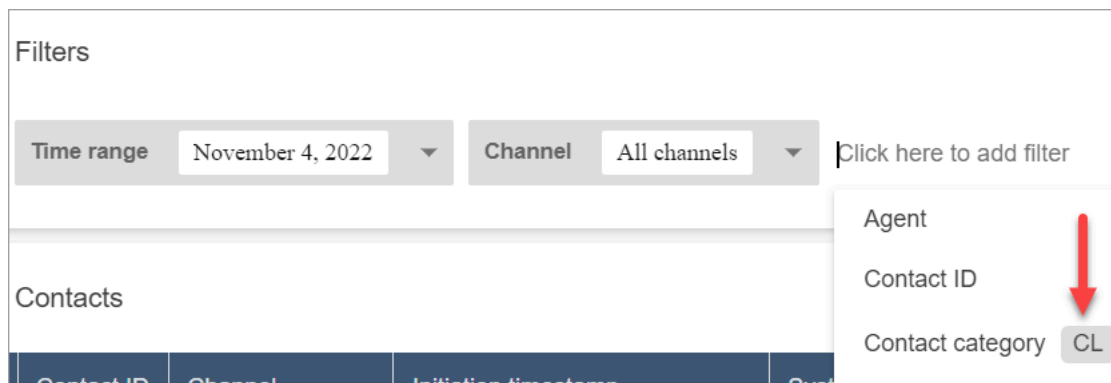 Filters
Time range November 4, 2022 Channel All channels Click here to add filter
Agent
Contact ID
Contacts
Contact category CL
Contact ID Channel Initiation timestamp